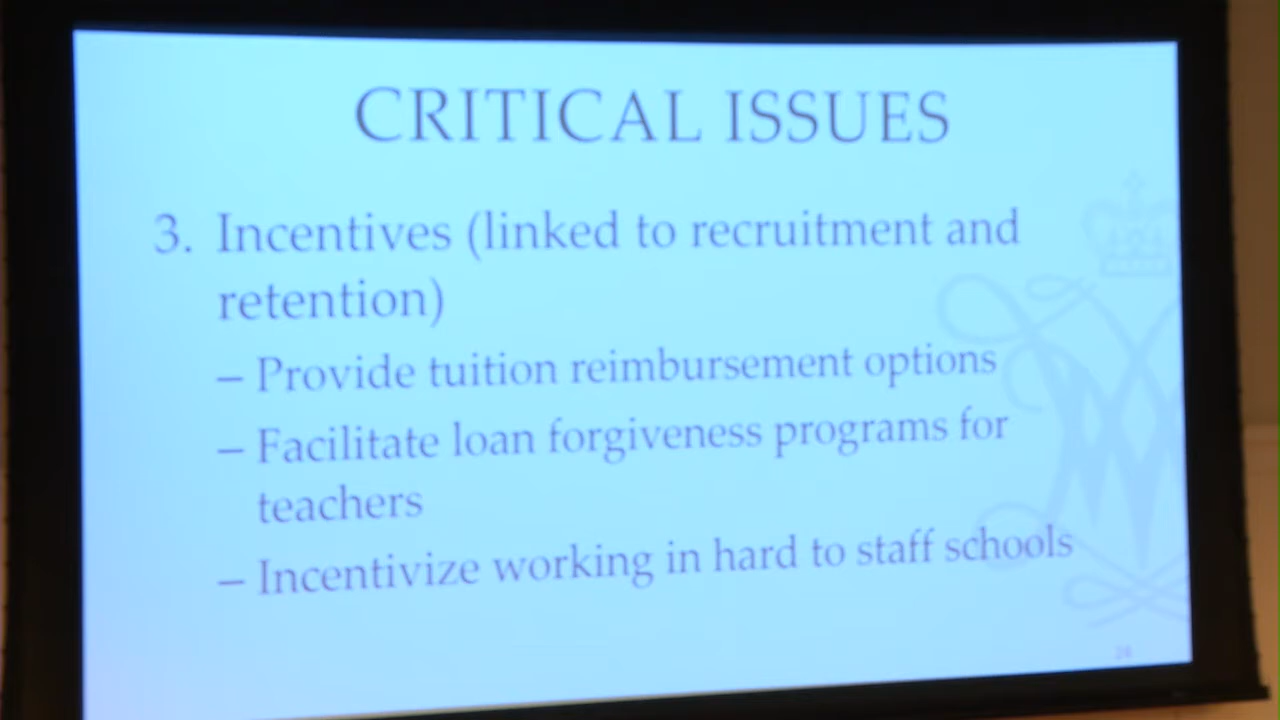 CRITICAL ISSUES
3. Incentives (linked to recruitment and
retention)
– Provide tuition reimbursement options
– Facilitate loan forgiveness programs for
teachers
– Incentivize working in hard to staff schools